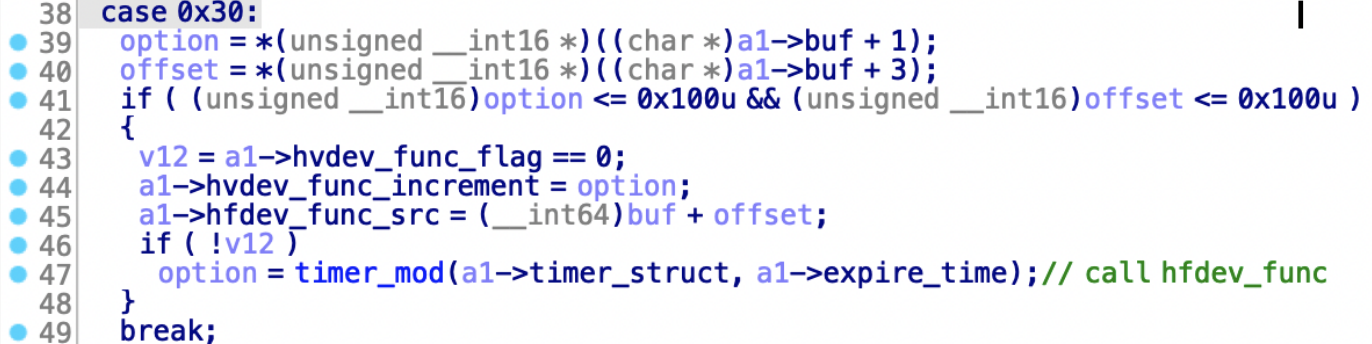 38 case 0x30:
39 option = *(unsigned __int16 *)((char *)a1->buf + 1);
40 offset = *(unsigned __int16 *)((char *)a1->buf + 3);
41 if ( (unsigned __int16)option <= 0x100u && (unsigned __int16)offset <= 0x100u )
42 {
43 v12 = a1->hvdev_func_flag == 0;
44 a1->hvdev_func_increment = option;
45 a1->hfdev_func_src = (__int64)buf + offset;
46 if ( !v12 )
47 option = timer_mod(a1->timer_struct, a1->expire_time);// call hfdev_func
48 }
49 break;